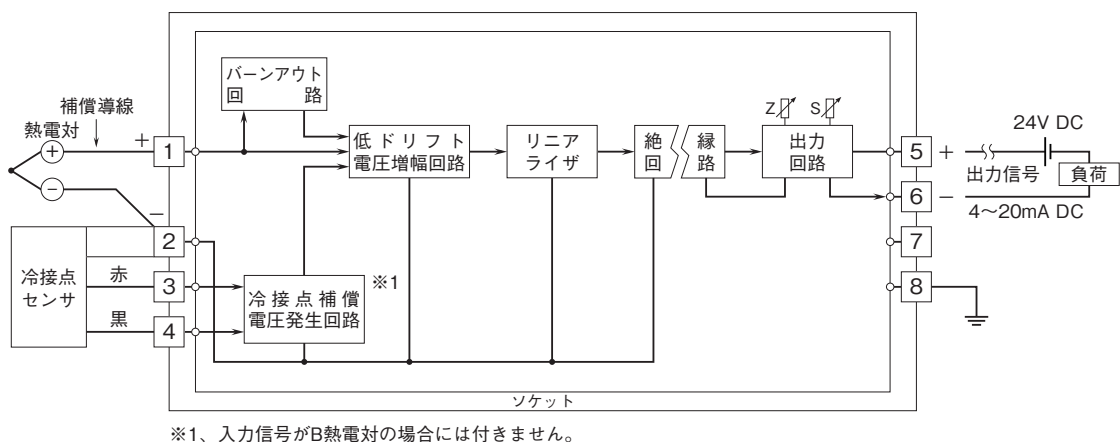 バーンアウト
回 路
補償導線
熱電対
+
−
+
−
1
2
3
4
冷接点
センサ
赤
黒
低ドリフト
電圧増幅回路
リニア
ライザ
絶 縁
回 路
Z
S
出力
回路
冷接点補償
電圧発生回路
※1
5
6
7
8
+
−
24V DC
出力信号
負荷
4〜20mA DC
ソケット
※1、入力信号がB熱電対の場合には付きません。